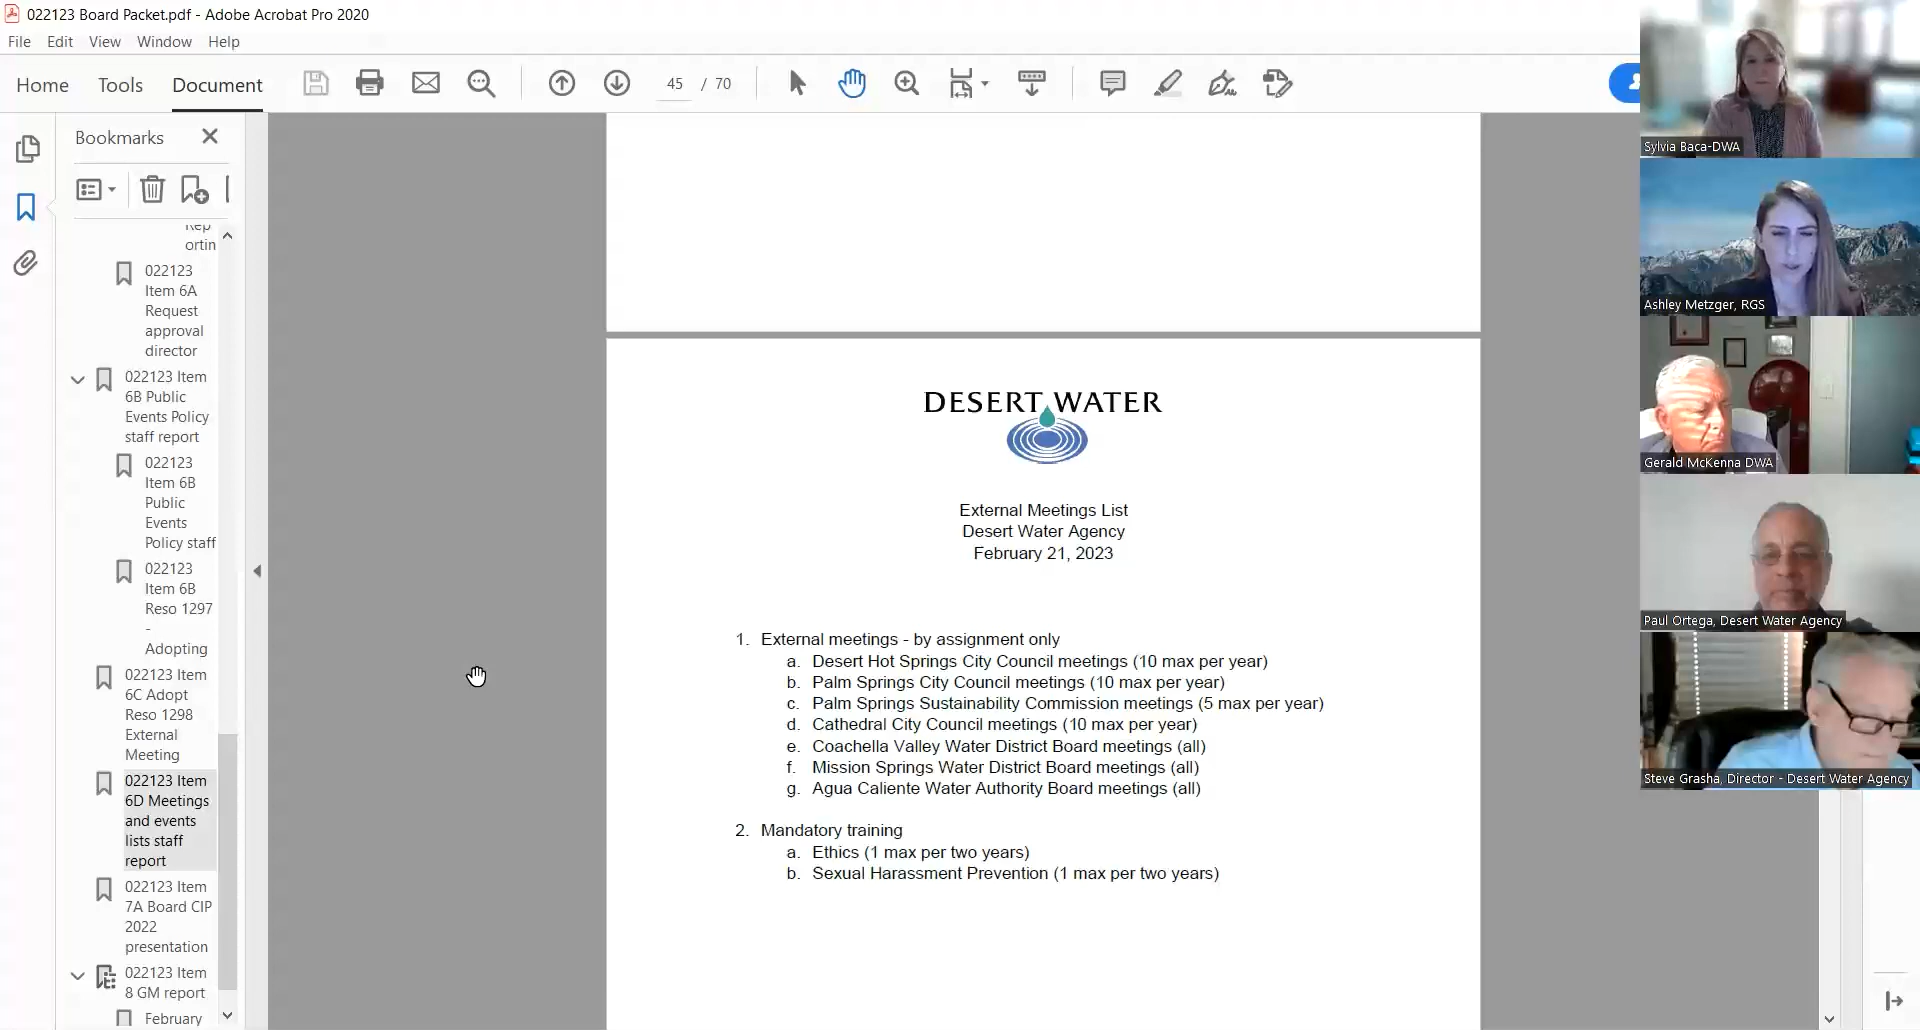 022123 Board Packet.pdf - Adobe Acrobat Pro 2020
File Edit View Window Help
Home Tools Document
45 / 70
Bookmarks
Rep
ortin
022123
Item 6A
Request
approval
director
022123 Item
6B Public
Events Policy
staff report
022123
Item 6B
Public
Events
Policy staff
022123
Item 6B
Reso 1297
-
Adopting
022123 Item
6C Adopt
Reso 1298
External
Meeting
022123 Item
6D Meetings
and events
lists staff
report
022123 Item
7A Board CIP
2022
presentation
022123 Item
8 GM report
February
DESERT WATER
External Meetings List
Desert Water Agency
February 21, 2023
1. External meetings - by assignment only
a. Desert Hot Springs City Council meetings (10 max per year)
b. Palm Springs City Council meetings (10 max per year)
c. Palm Springs Sustainability Commission meetings (5 max per year)
d. Cathedral City Council meetings (10 max per year)
e. Coachella Valley Water District Board meetings (all)
f. Mission Springs Water District Board meetings (all)
g. Agua Caliente Water Authority Board meetings (all)
2. Mandatory training
a. Ethics (1 max per two years)
b. Sexual Harassment Prevention (1 max per two years)
Sylvia Baca-DWA
Ashley Metzger, RGS
Gerald McKenna DWA
Paul Ortega, Desert Water Agency
Steve Grasha, Director - Desert Water Agency